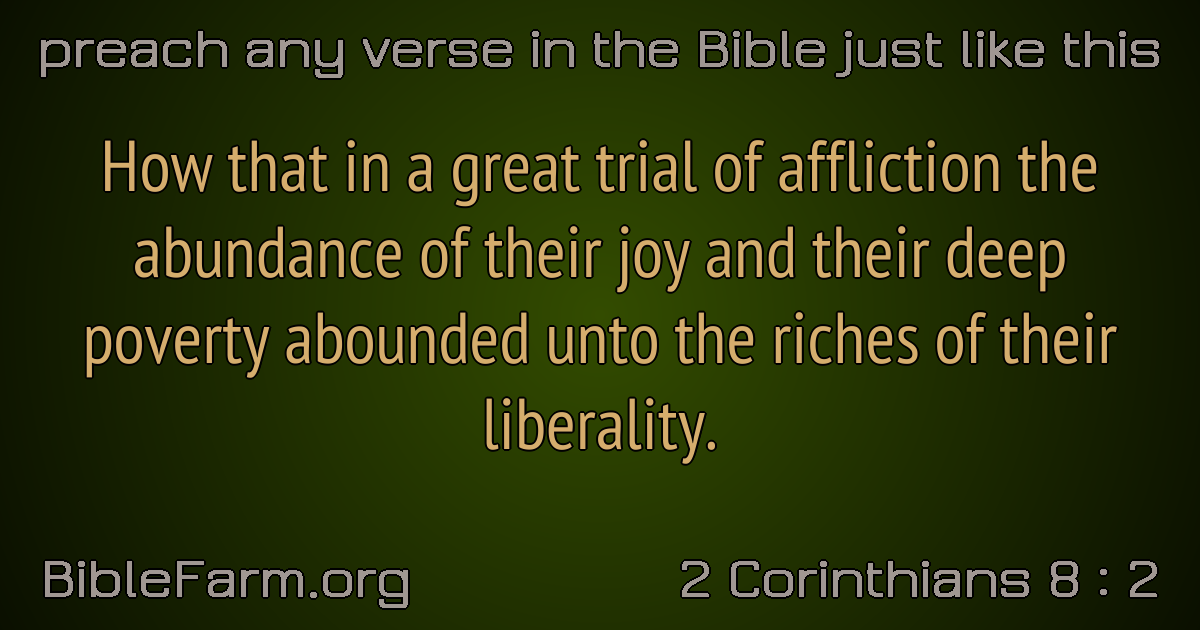 preach any verse in the Bible just like this
How that in a great trial of affliction the
abundance of their joy and their deep
poverty abounded unto the riches of their
liberality.
BibleFarm.org
2 Corinthians 8 : 2